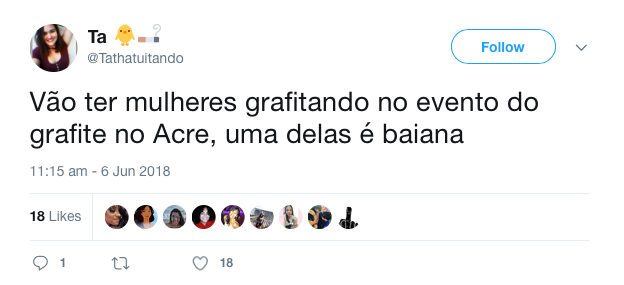 Ta 🐥🚬
@Tathatuitando
Follow
Vão ter mulheres grafitando no evento do
grafite no Acre, uma delas é baiana
11:15 am - 6 Jun 2018
18 Likes
1
18